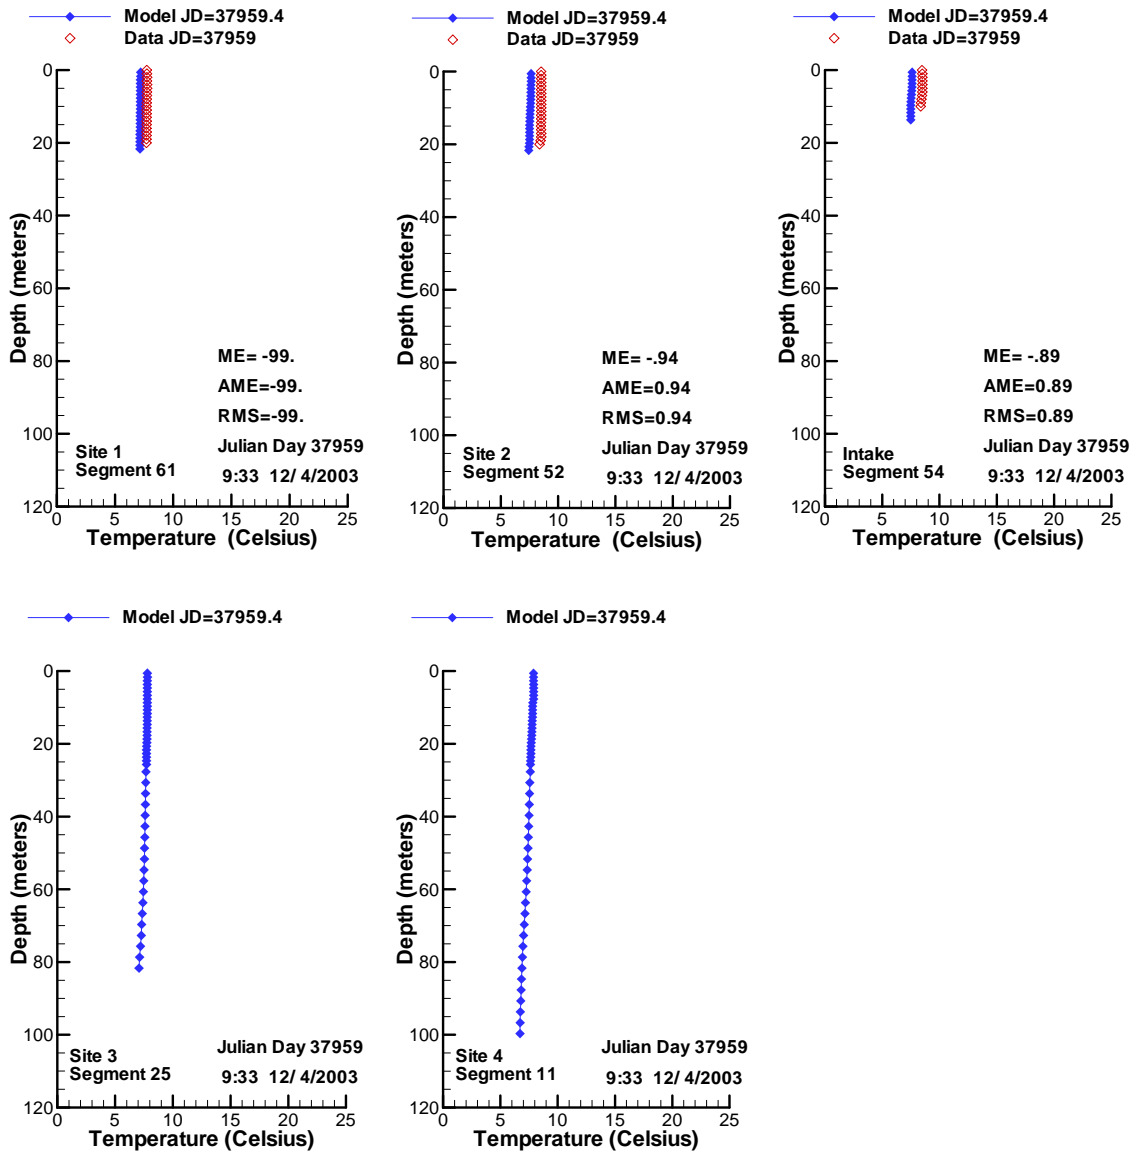 Model JD=37959.4
Data JD=37959
0
20
40
60
80
100
120
Depth (meters)
ME= -99.
AME=-99.
RMS=-99.
Site 1
Segment 61
Julian Day 37959
9:33 12/ 4/2003
0 5 10 15 20 25
Temperature (Celsius)
Model JD=37959.4
Data JD=37959
0
20
40
60
80
100
120
Depth (meters)
ME= -.94
AME=0.94
RMS=0.94
Site 2
Segment 52
Julian Day 37959
9:33 12/ 4/2003
0 5 10 15 20 25
Temperature (Celsius)
Model JD=37959.4
Data JD=37959
0
20
40
60
80
100
120
Depth (meters)
ME= -.89
AME=0.89
RMS=0.89
Intake
Segment 54
Julian Day 37959
9:33 12/ 4/2003
0 5 10 15 20 25
Temperature (Celsius)
Model JD=37959.4
0
20
40
60
80
100
120
Depth (meters)
Site 3
Segment 25
Julian Day 37959
9:33 12/ 4/2003
0 5 10 15 20 25
Temperature (Celsius)
Model JD=37959.4
0
20
40
60
80
100
120
Depth (meters)
Site 4
Segment 11
Julian Day 37959
9:33 12/ 4/2003
0 5 10 15 20 25
Temperature (Celsius)